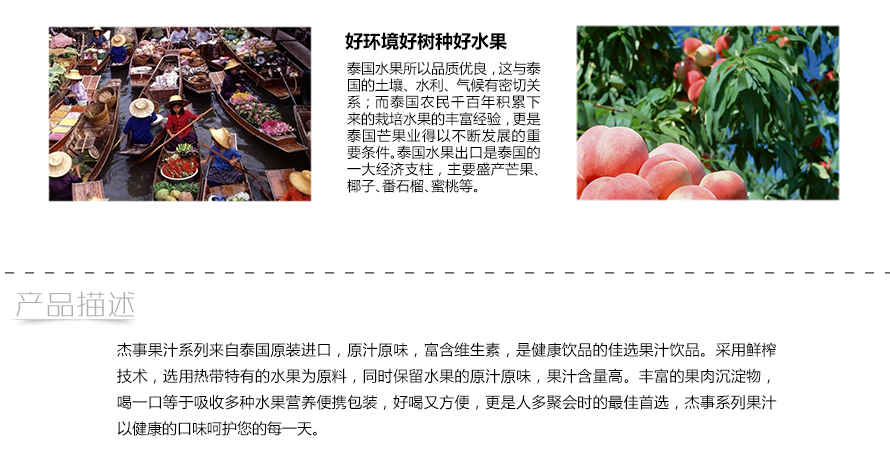 好环境好树种好水果
泰国水果所以品质优良，这与泰
国的土壤、水利、气候有密切关
系；而泰国农民千百年积累下
来的栽培水果的丰富经验，更是
泰国芒果业得以不断发展的重
要条件。泰国水果出口是泰国的
一大经济支柱，主要盛产芒果、
椰子、番石榴、蜜桃等。
产品描述
杰事果汁系列来自泰国原装进口，原汁原味，富含维生素，是健康饮品的佳选果汁饮品。采用鲜榨
技术，选用热带特有的水果为原料，同时保留水果的原汁原味，果汁含量高。丰富的果肉沉淀物，
喝一口等于吸收多种水果营养便携包装，好喝又方便，更是人多聚会时的最佳首选，杰事系列果汁
以健康的口味呵护您的每一天。